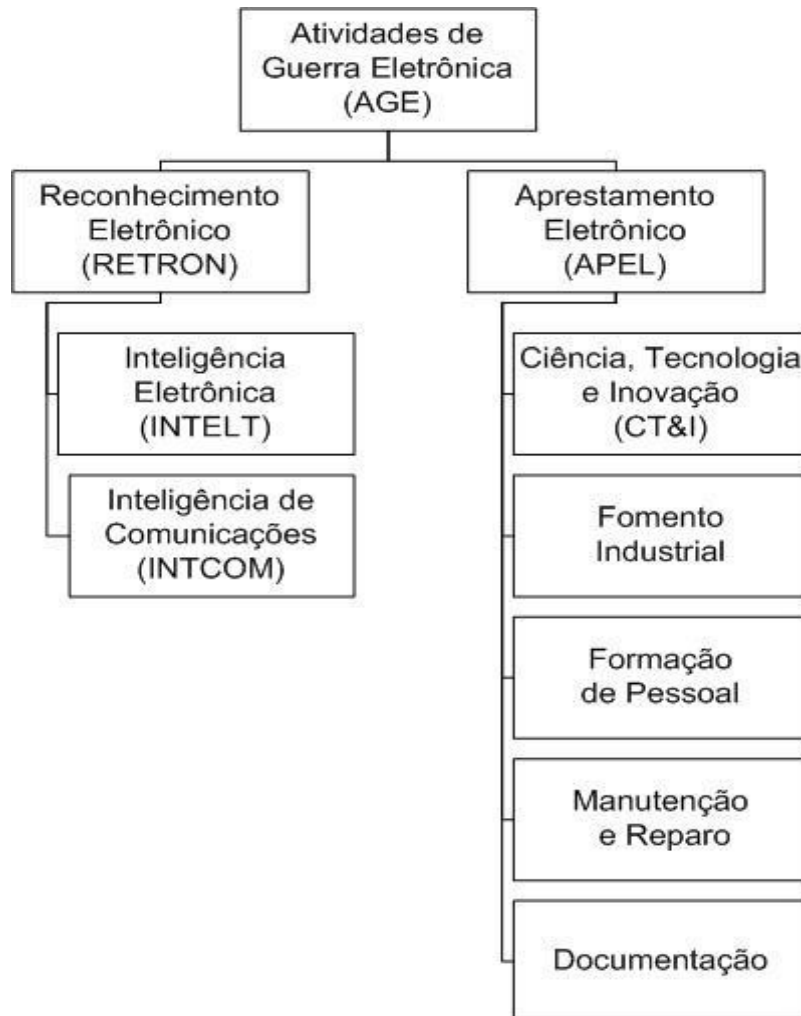 Atividades de
Guerra Eletrônica
(AGE)
Reconhecimento
Eletrônico
(RETRON)
Inteligência
Eletrônica
(INTELT)
Inteligência de
Comunicações
(INTCOM)
Aprestamento
Eletrônico
(APEL)
Ciência, Tecnologia
e Inovação
(CT&I)
Fomento
Industrial
Formação
de Pessoal
Manutenção
e Reparo
Documentação